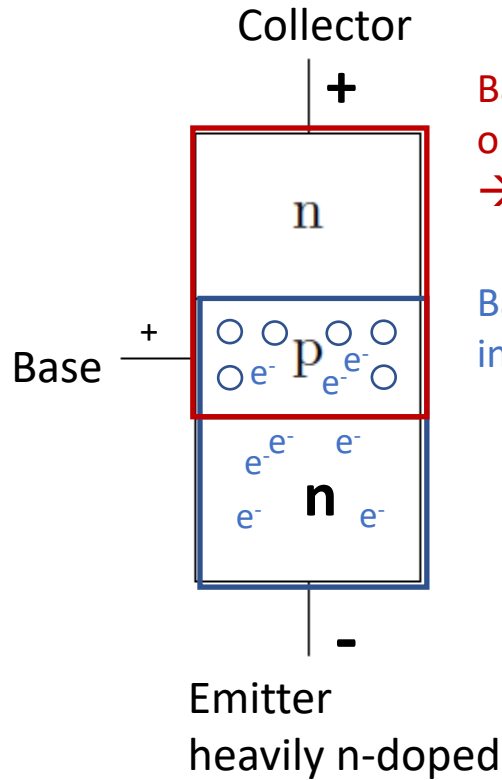 Collector
+
n
+
p
Base
e-
e-
e-
e-
e-
e-
e-
n
e-
e-
-
Emitter
heavily n-doped